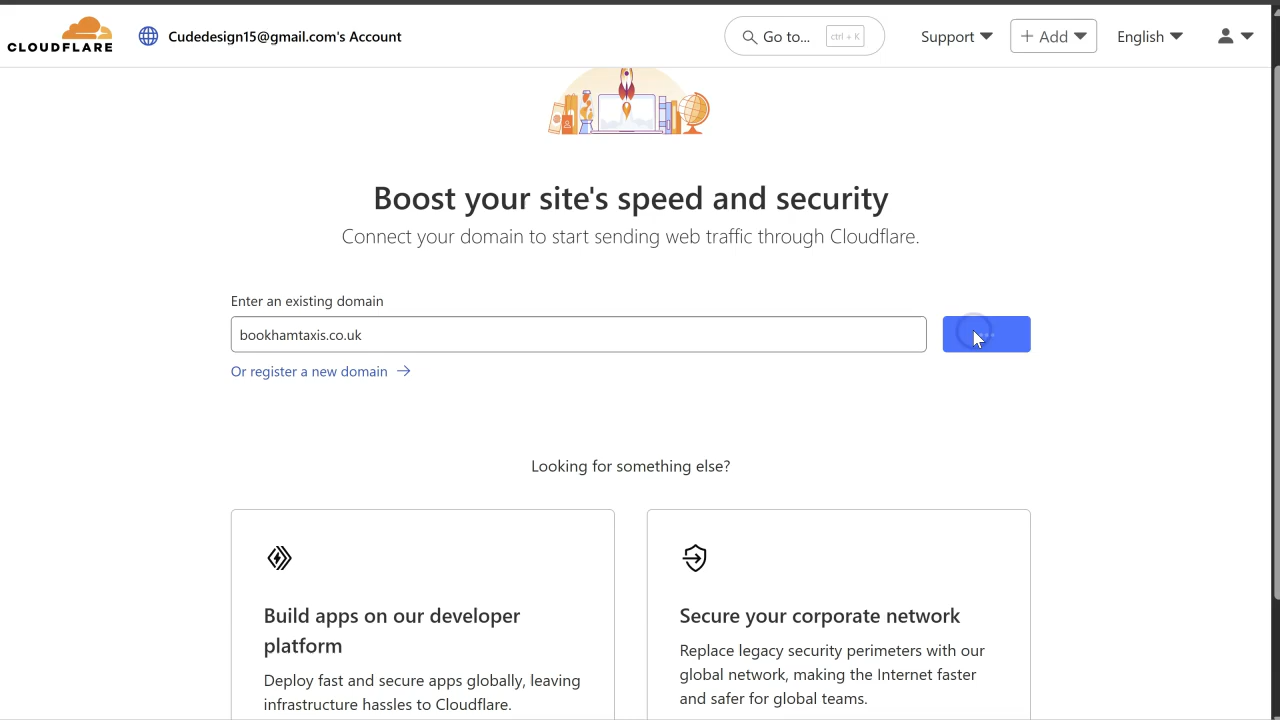 CLOUDFLARE
Cudedesign15@gmail.com's Account
Go to...
ctrl + K
Support
+ Add
English
Boost your site's speed and security
Connect your domain to start sending web traffic through Cloudflare.
Enter an existing domain
bookhamtaxis.co.uk
Or register a new domain →
Looking for something else?
Build apps on our developer
platform
Deploy fast and secure apps globally, leaving
infrastructure hassles to Cloudflare.
Secure your corporate network
Replace legacy security perimeters with our
global network, making the Internet faster
and safer for global teams.